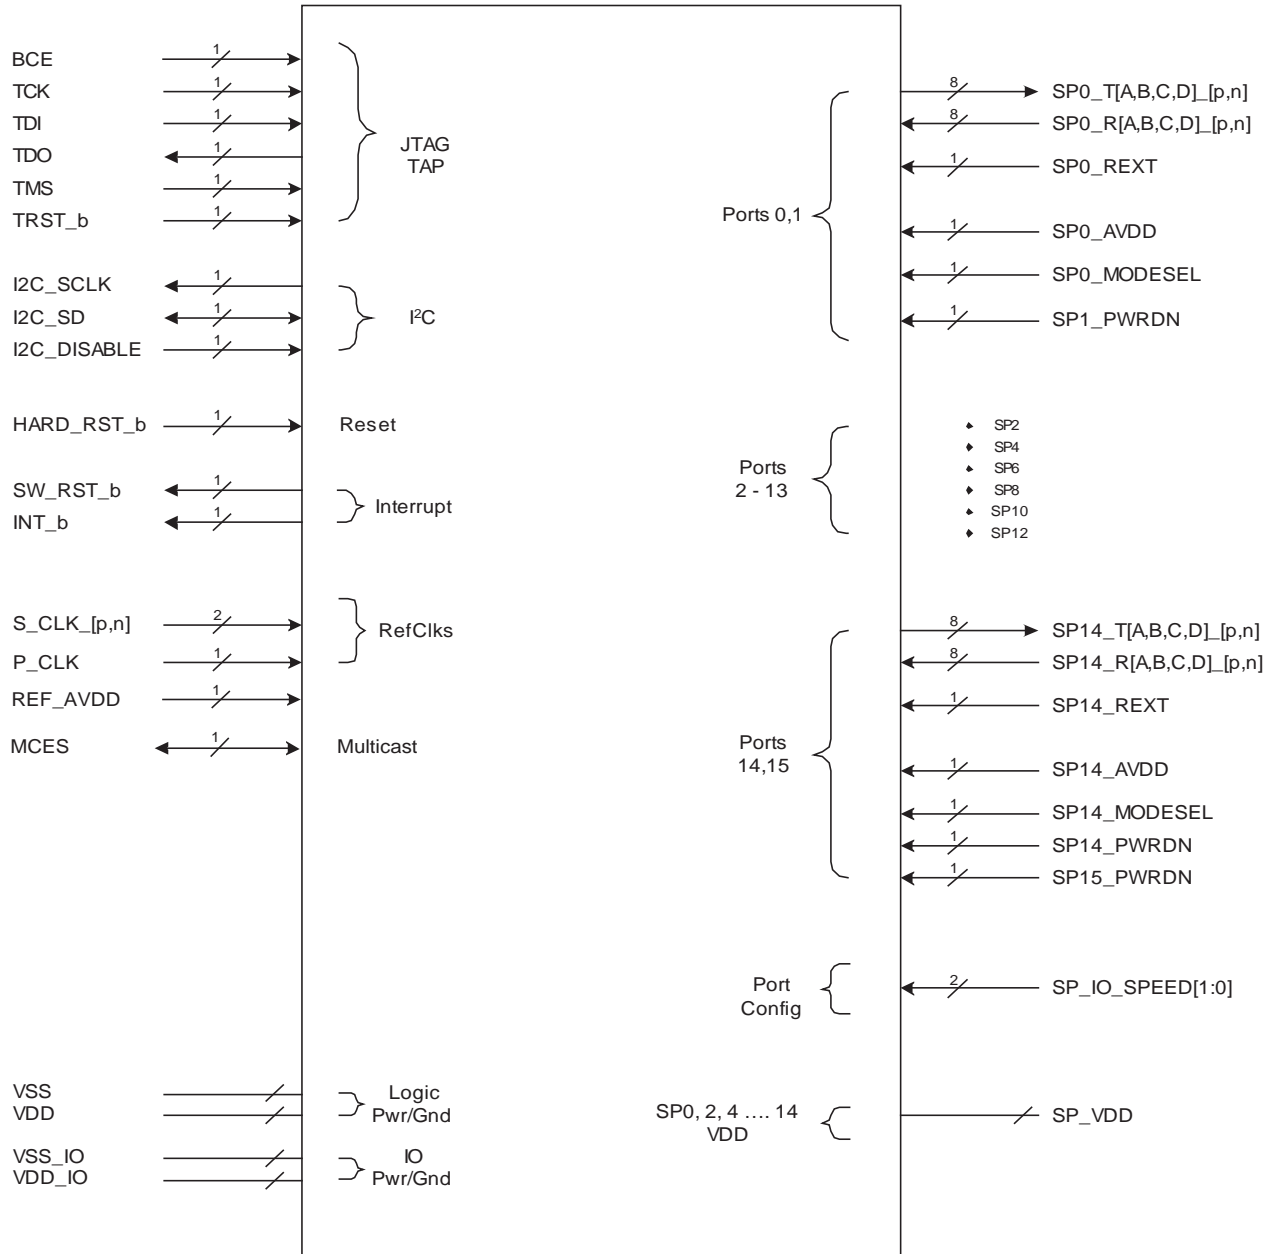 BCE 1
TCK 1
TDI 1
TDO 1
TMS 1
TRST_b 1
JTAG
TAP
I2C_SCLK 1
I2C_SD 1
I2C_DISABLE 1
I²C
HARD_RST_b 1 Reset
SW_RST_b 1
INT_b 1
Interrupt
S_CLK_[p,n] 2
P_CLK 1
RefClks
REF_AVDD 1
MCES 1 Multicast
VSS
VDD
Logic
Pwr/Gnd
VSS_IO
VDD_IO
IO
Pwr/Gnd
Ports 0,1
8 SP0_T[A,B,C,D]_[p,n]
8 SP0_R[A,B,C,D]_[p,n]
1 SP0_REXT
1 SP0_AVDD
1 SP0_MODESEL
1 SP1_PWRDN
Ports
2 - 13
SP2
SP4
SP6
SP8
SP10
SP12
Ports
14,15
8 SP14_T[A,B,C,D]_[p,n]
8 SP14_R[A,B,C,D]_[p,n]
1 SP14_REXT
1 SP14_AVDD
1 SP14_MODESEL
1 SP14_PWRDN
1 SP15_PWRDN
Port
Config
2 SP_IO_SPEED[1:0]
SP0, 2, 4 .... 14
VDD
SP_VDD